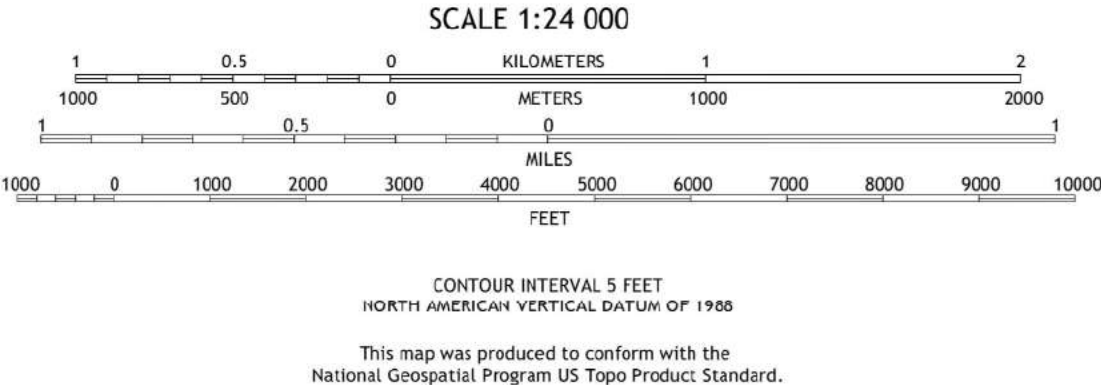 SCALE 1:24 000
1 0.5 0 KILOMETERS 1 2
1000 500 0 METERS 1000 2000
1 0.5 0 1
MILES
1000 0 1000 2000 3000 4000 5000 6000 7000 8000 9000 10000
FEET
CONTOUR INTERVAL 5 FEET
NORTH AMERICAN VERTICAL DATUM OF 1988
This map was produced to conform with the
National Geospatial Program US Topo Product Standard.